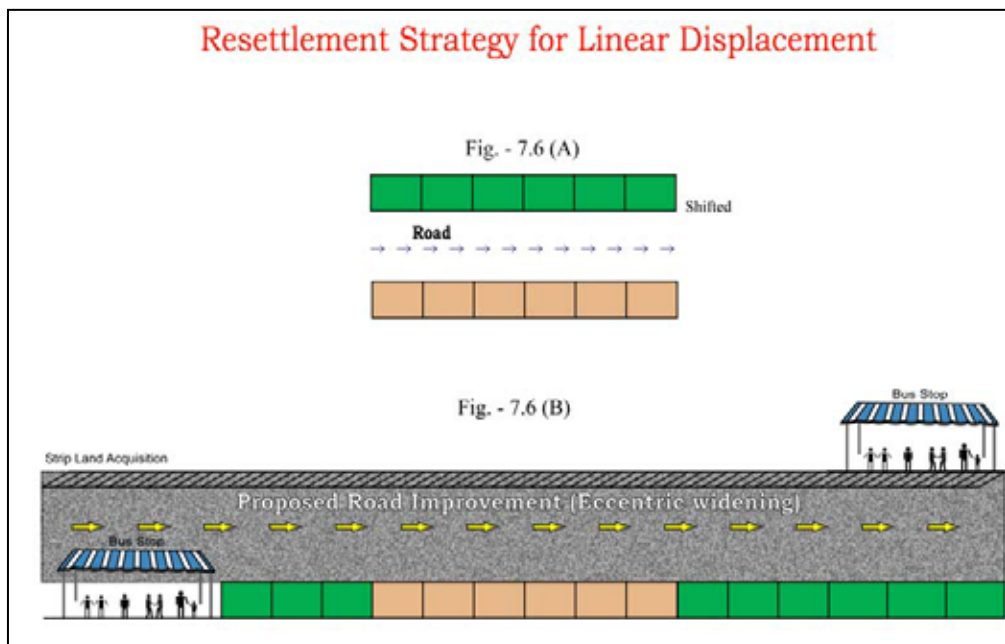 Resettlement Strategy for Linear Displacement
Fig. - 7.6 (A)
Shifted
Road
Fig. - 7.6 (B)
Bus Stop
Strip Land Acquisition
Proposed Road Improvement (Eccentric widening)
Bus Stop